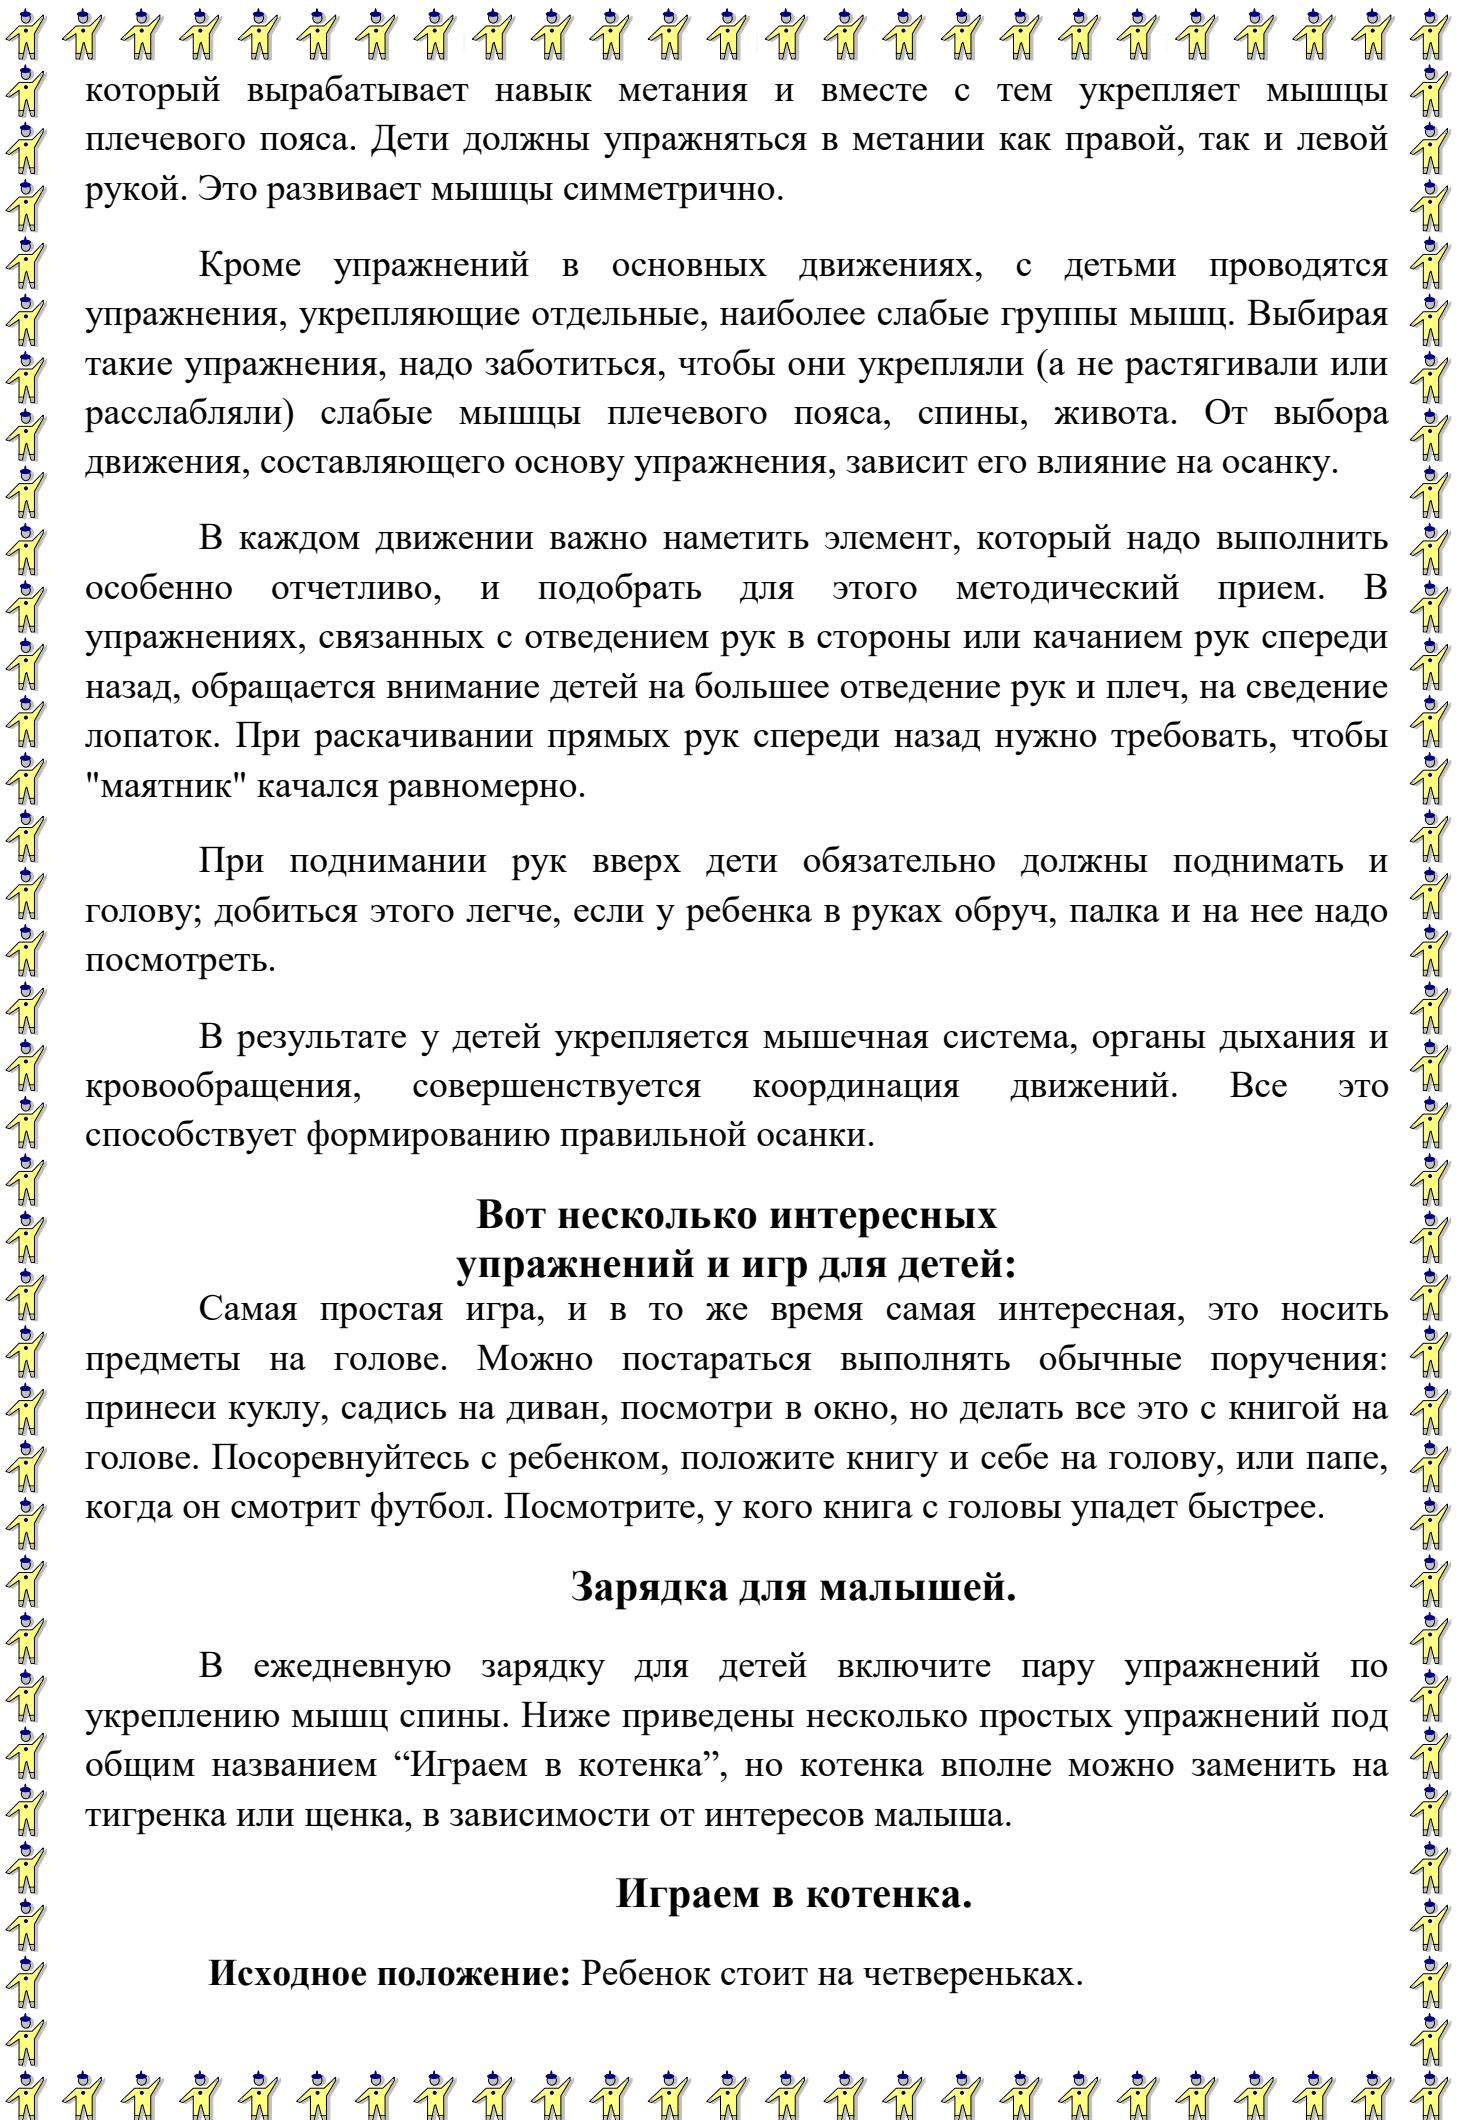 который вырабатывает навык метания и вместе с тем укрепляет мышцы
плечевого пояса. Дети должны упражняться в метании как правой, так и левой
рукой. Это развивает мышцы симметрично.
Кроме упражнений в основных движениях, с детьми проводятся
упражнения, укрепляющие отдельные, наиболее слабые группы мышц. Выбирая
такие упражнения, надо заботиться, чтобы они укрепляли (а не растягивали или
расслабляли) слабые мышцы плечевого пояса, спины, живота. От выбора
движения, составляющего основу упражнения, зависит его влияние на осанку.
В каждом движении важно наметить элемент, который надо выполнить
особенно отчетливо, и подобрать для этого методический прием. В
упражнениях, связанных с отведением рук в стороны или качанием рук спереди
назад, обращается внимание детей на большее отведение рук и плеч, на сведение
лопаток. При раскачивании прямых рук спереди назад нужно требовать, чтобы
"маятник" качался равномерно.
При поднимании рук вверх дети обязательно должны поднимать и
голову; добиться этого легче, если у ребенка в руках обруч, палка и на нее надо
посмотреть.
В результате у детей укрепляется мышечная система, органы дыхания и
кровообращения, совершенствуется координация движений. Все это
способствует формированию правильной осанки.
Вот несколько интересных
упражнений и игр для детей:
Самая простая игра, и в то же время самая интересная, это носить
предметы на голове. Можно постараться выполнять обычные поручения:
принеси куклу, садись на диван, посмотри в окно, но делать все это с книгой на
голове. Посоревнуйтесь с ребенком, положите книгу и себе на голову, или папе,
когда он смотрит футбол. Посмотрите, у кого книга с головы упадет быстрее.
Зарядка для малышей.
В ежедневную зарядку для детей включите пару упражнений по
укреплению мышц спины. Ниже приведены несколько простых упражнений под
общим названием “Играем в котенка”, но котенка вполне можно заменить на
тигренка или щенка, в зависимости от интересов малыша.
Играем в котенка.
Исходное положение: Ребенок стоит на четвереньках.